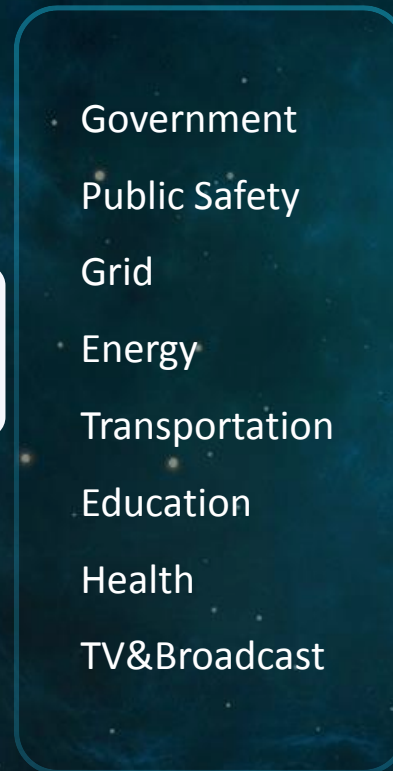 Government
Public Safety
Grid
Energy
Transportation
Education
Health
TV&Broadcast